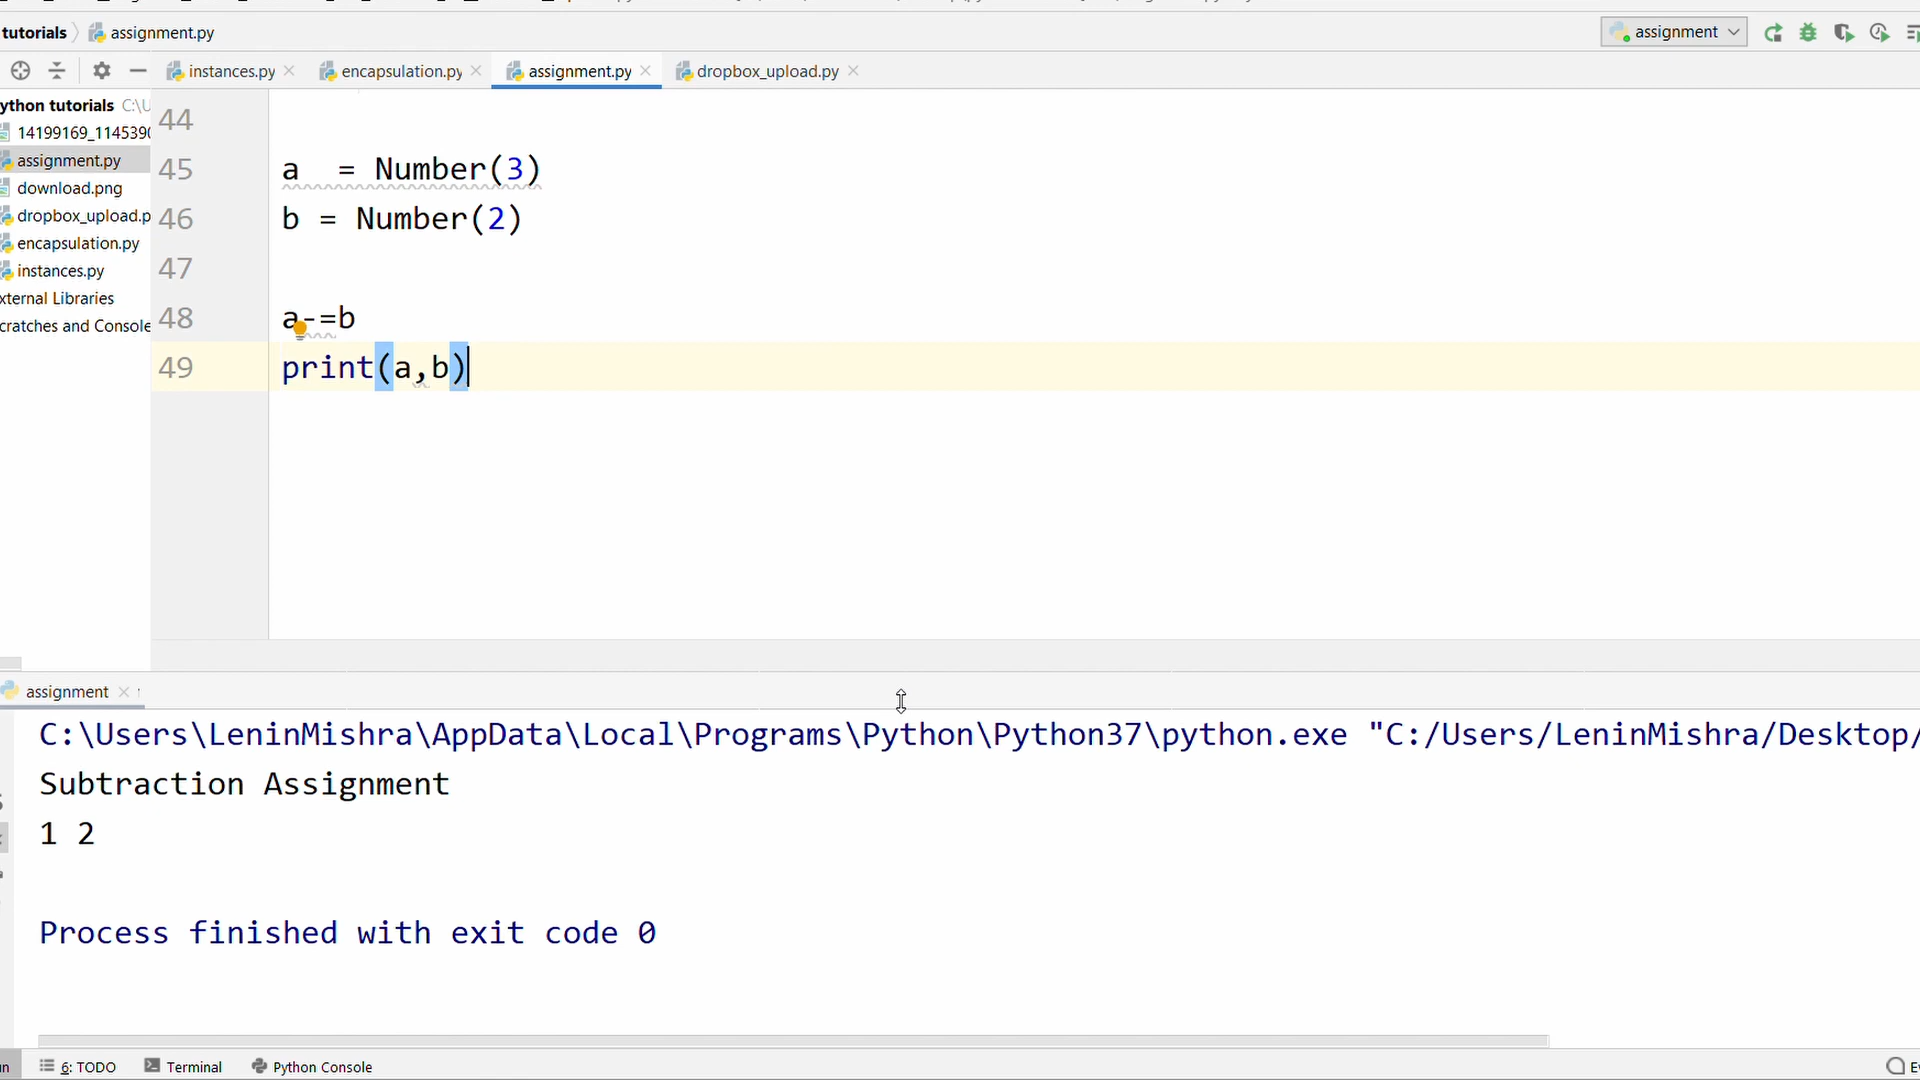 tutorials assignment.py
assignment
instances.py encapsulation.py assignment.py dropbox_upload.py
ython tutorials C:\U
14199169_1145390
assignment.py
download.png
dropbox_upload.p
encapsulation.py
instances.py
xternal Libraries
cratches and Console
44
45 a = Number(3)
46 b = Number(2)
47
48 a-=b
49 print(a,b)
assignment
C:\Users\LeninMishra\AppData\Local\Programs\Python\Python37\python.exe "C:/Users/LeninMishra/Desktop/
Subtraction Assignment
1 2
Process finished with exit code 0
6: TODO Terminal Python Console